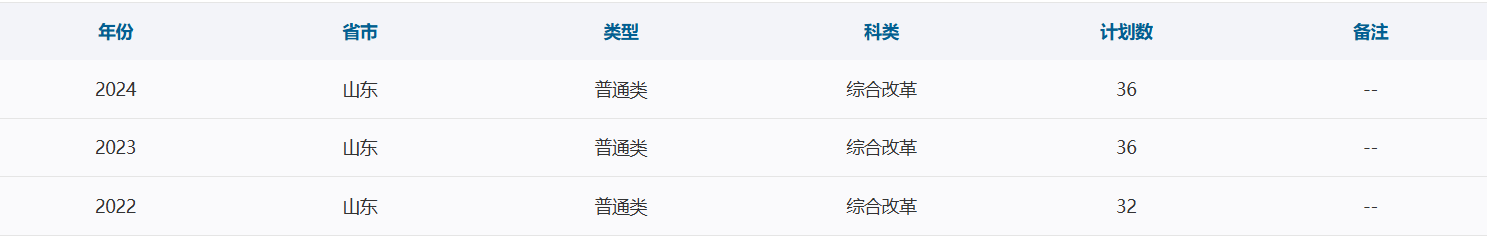 年份 省市 类型 科类 计划数 备注
2024 山东 普通类 综合改革 36 --
2023 山东 普通类 综合改革 36 --
2022 山东 普通类 综合改革 32 --